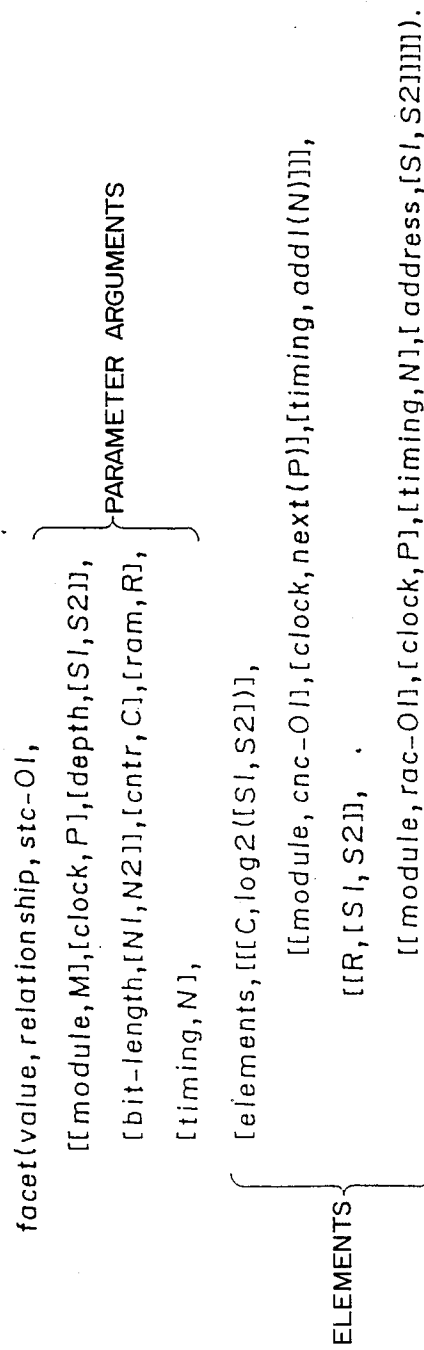 facet(value,relationship,stc-01,
[[module,M],[clock,P],[depth,[S1,S2]],
[bit-length,[N1,N2]],[cntr,C],[ram,R],
[timing,N],
PARAMETER ARGUMENTS
[elements,[[[C,log2([S1,S2])],
[[module,cnc-01],[clock,next(P)],[timing,add1(N)]]],
[[R,[S1,S2]],
[[module,rac-01],[clock,P],[timing,N],[address,[S1,S2]]]]]]).
ELEMENTS